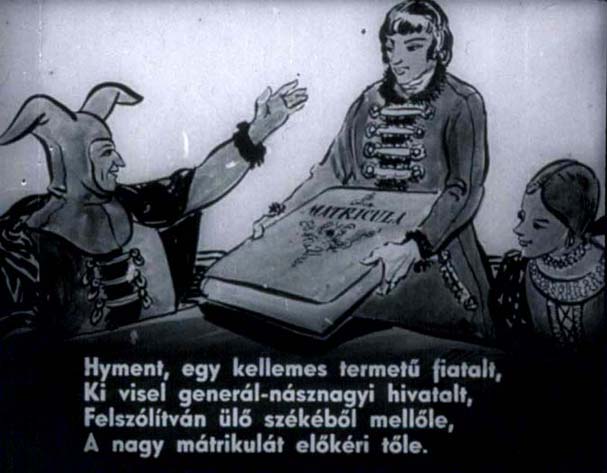 MATRICULA
Hyment, egy kellemes termetű fiatalt,
Ki visel generál-násznagyi hivatalt,
Felszólítván ülő székéből mellőle,
A nagy mátrikulát előkéri tőle.